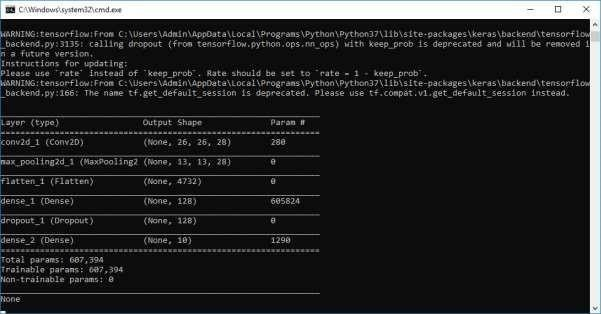 C:\Windows\system32\cmd.exe
WARNING:tensorflow:From C:\Users\Admin\AppData\Local\Programs\Python\Python37\lib\site-packages\keras\backend\tensorflow
_backend.py:3135: calling dropout (from tensorflow.python.ops.nn_ops) with keep_prob is deprecated and will be removed i
n a future version.
Instructions for updating:
Please use `rate` instead of `keep_prob`. Rate should be set to `rate = 1 - keep_prob`.
WARNING:tensorflow:From C:\Users\Admin\AppData\Local\Programs\Python\Python37\lib\site-packages\keras\backend\tensorflow
_backend.py:166: The name tf.get_default_session is deprecated. Please use tf.compat.v1.get_default_session instead.
Layer (type) Output Shape Param #
conv2d_1 (Conv2D) (None, 26, 26, 28) 280
max_pooling2d_1 (MaxPooling2 (None, 13, 13, 28) 0
flatten_1 (Flatten) (None, 4732) 0
dense_1 (Dense) (None, 128) 605824
dropout_1 (Dropout) (None, 128) 0
dense_2 (Dense) (None, 10) 1290
Total params: 607,394
Trainable params: 607,394
Non-trainable params: 0
None